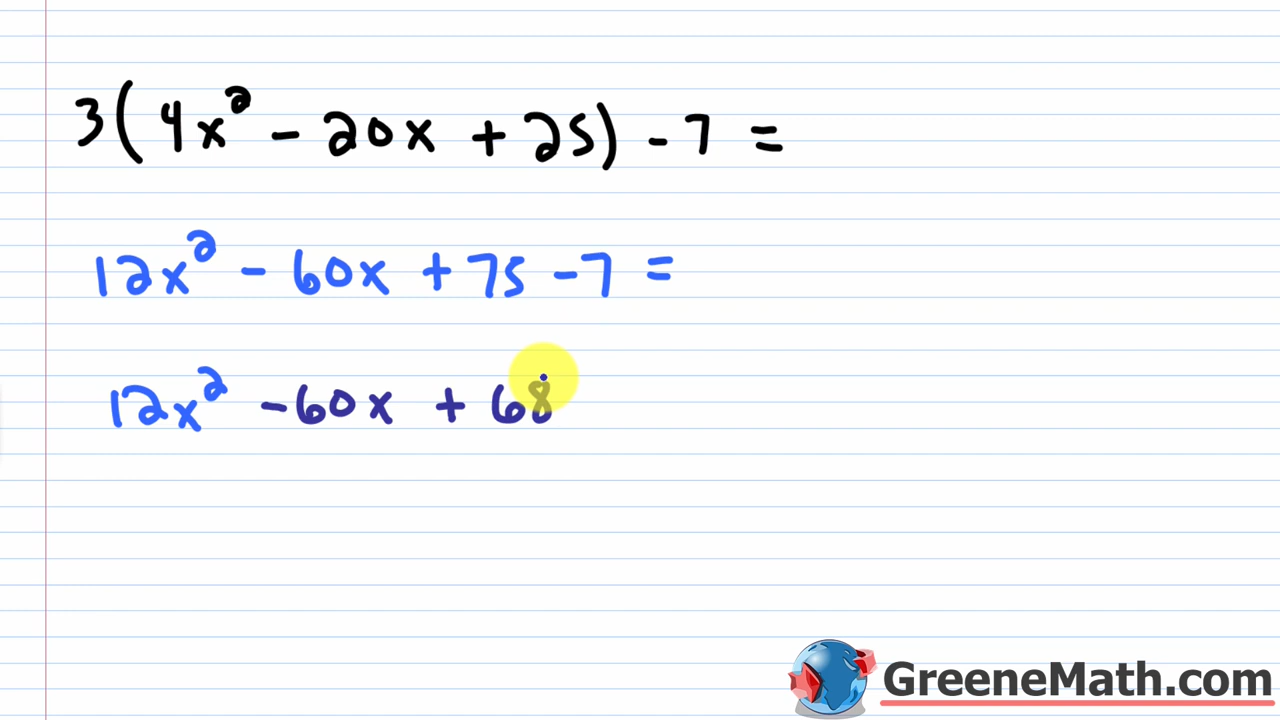 3(4x² - 20x + 25) - 7 =
12x² - 60x + 75 - 7 =
12x² - 60x + 68
GreeneMath.com